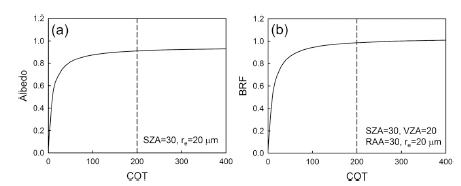 (a)
1.2
1.0
0.8
0.6
0.4
0.2
0.0
Albedo
SZA=30, rₑ=20 μm
0 100 200 300 400
COT
(b)
1.2
1.0
0.8
0.6
0.4
0.2
0.0
BRF
SZA=30, VZA=20
RAA=30, rₑ=20 μm
0 100 200 300 400
COT